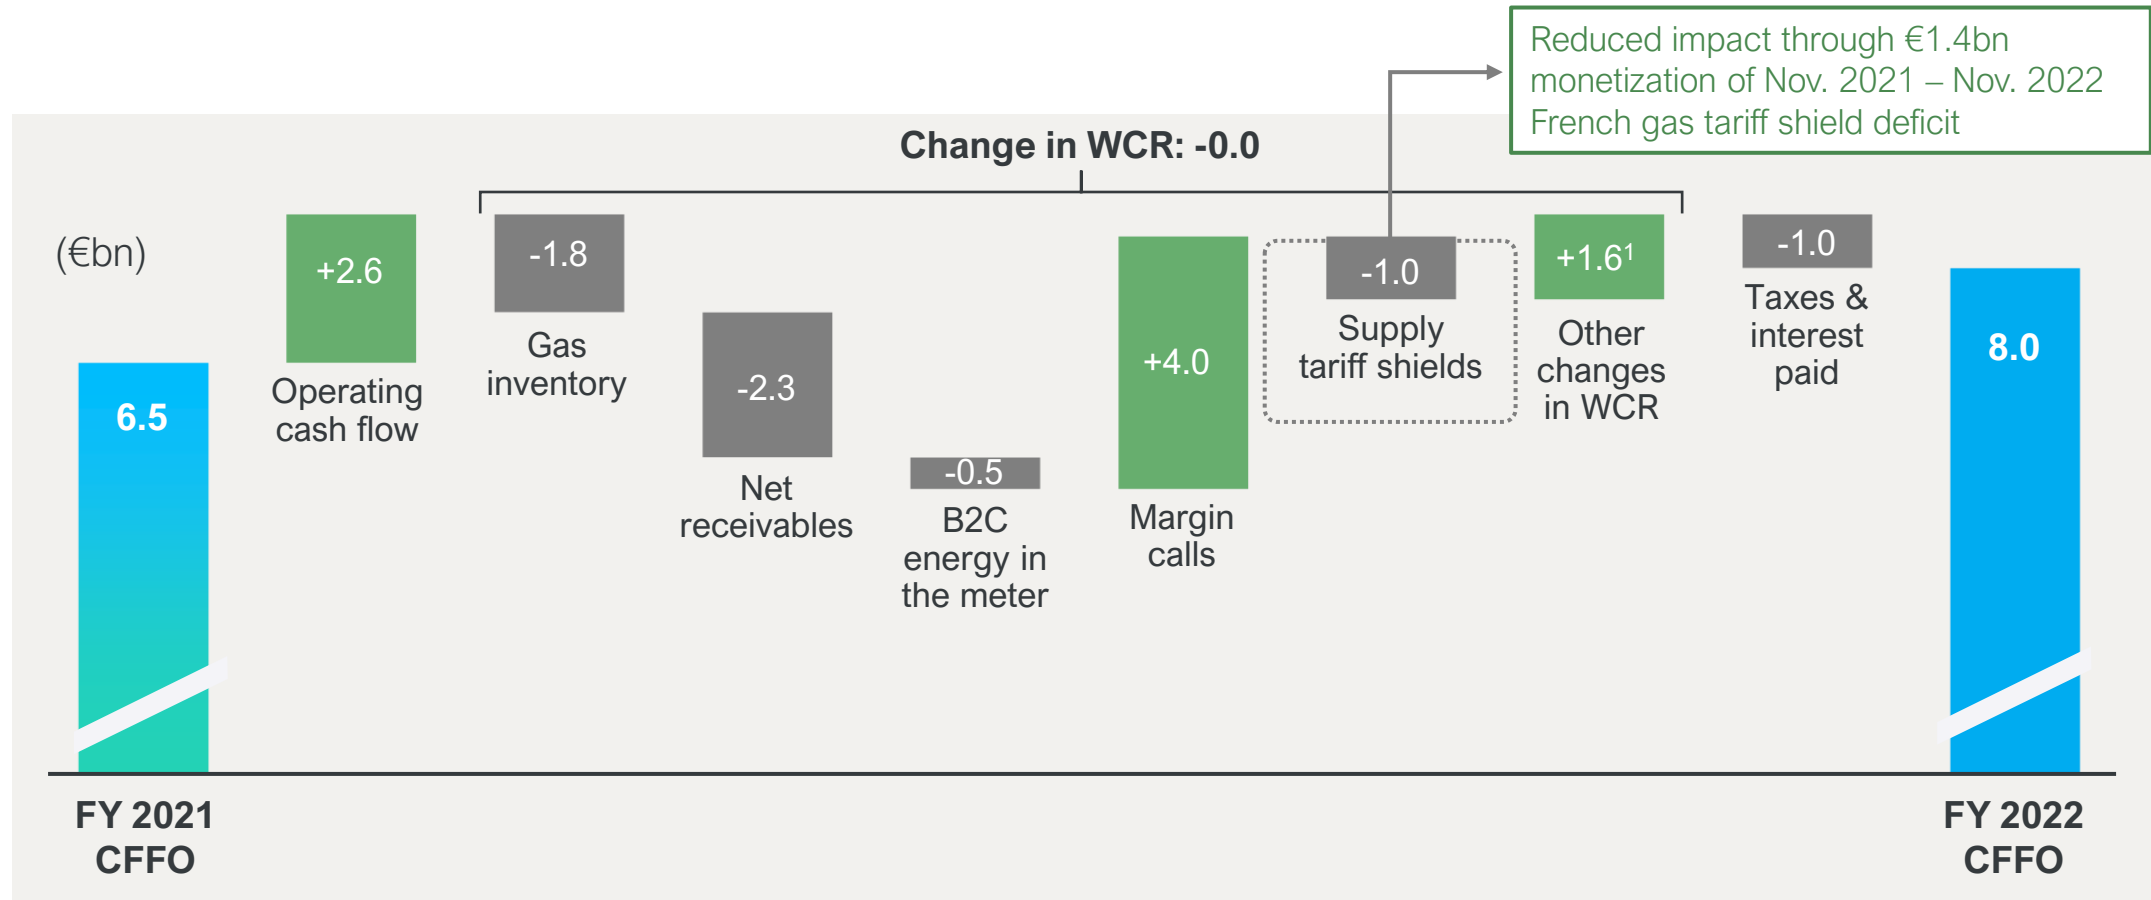 Reduced impact through €1.4bn
monetization of Nov. 2021 – Nov. 2022
French gas tariff shield deficit
Change in WCR: -0.0
(€bn)
6.5
+2.6
Operating
cash flow
-1.8
Gas
inventory
-2.3
Net
receivables
-0.5
B2C
energy in
the meter
+4.0
Margin
calls
-1.0
Supply
tariff shields
+1.6¹
Other
changes
in WCR
-1.0
Taxes &
interest
paid
8.0
FY 2021
CFFO
FY 2022
CFFO